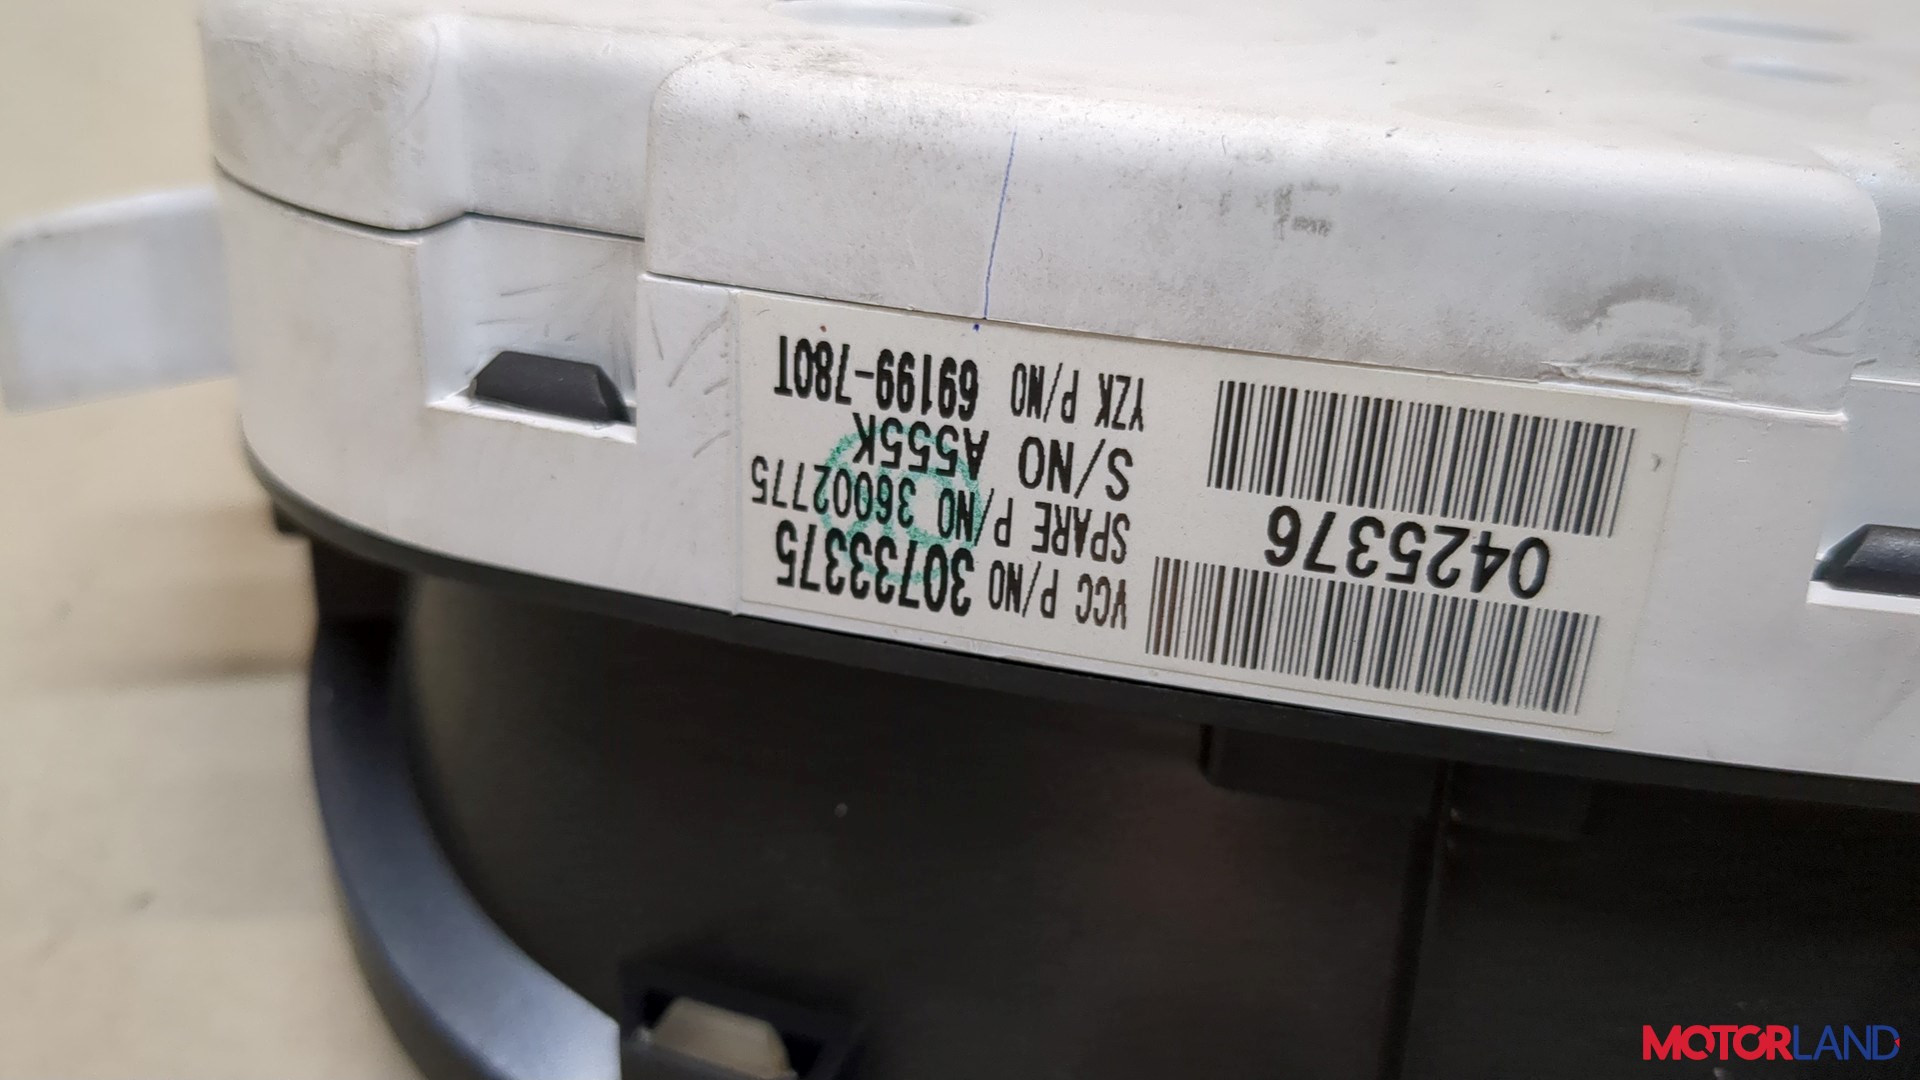 VCC P/NO 30733375
SPARE P/NO 36002775
S/NO A555K
YZK P/NO 69199-780T
0425376
MOTORLAND